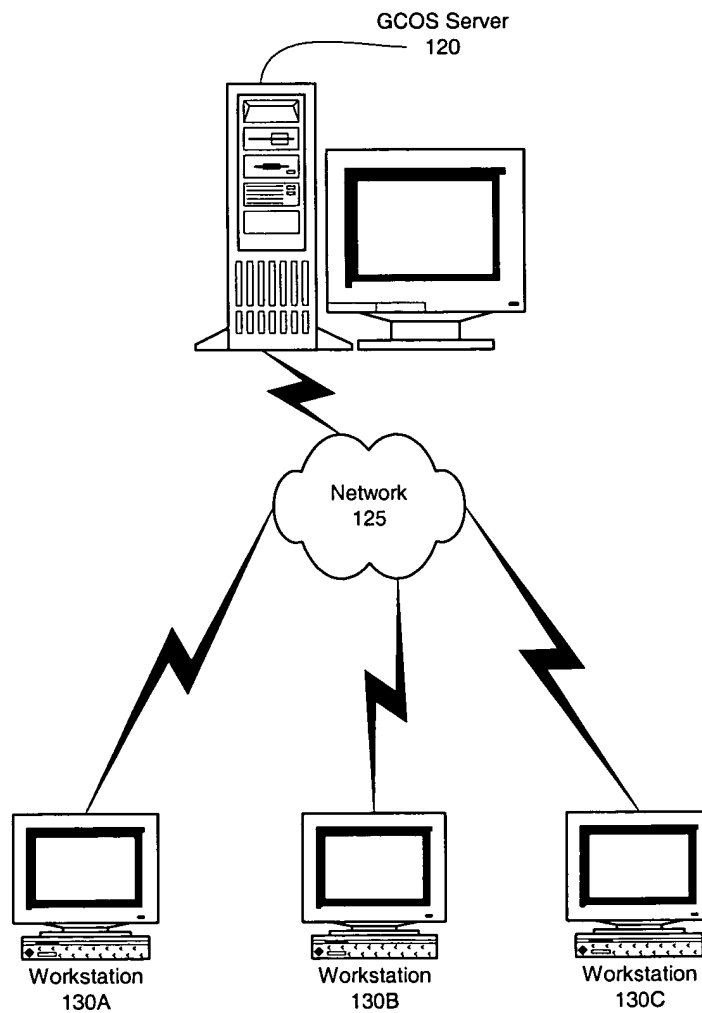 GCOS Server
120
Network
125
Workstation
130A
Workstation
130B
Workstation
130C